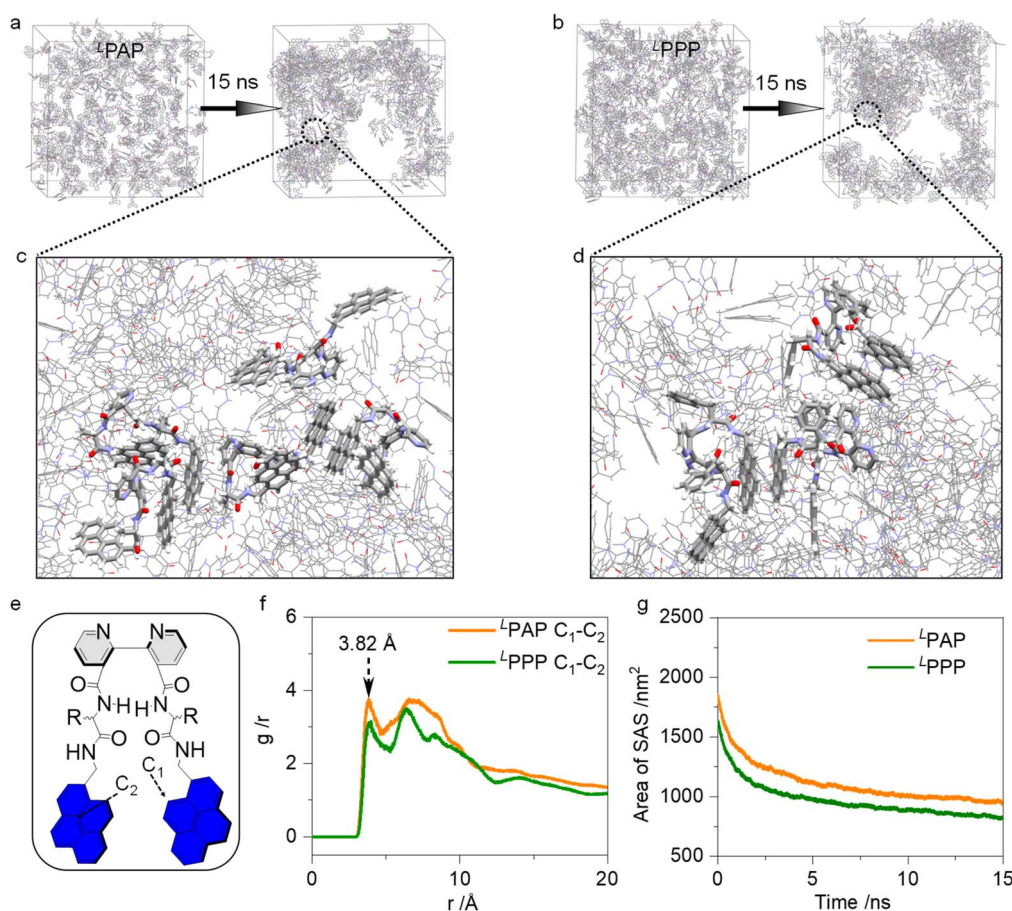 a
ᴸPAP
15 ns
b
ᴸPPP
15 ns
c
d
e
N
N
O
O
N-H
H-N
R
R
O
O
NH
NH
C₁
C₂
f
6
4
2
0
g /r
3.82 Å
ᴸPAP C₁-C₂
ᴸPPP C₁-C₂
0
5
10
15
20
r /Å
g
2500
2000
1500
1000
500
Area of SAS /nm²
ᴸPAP
ᴸPPP
0
5
10
15
Time /ns